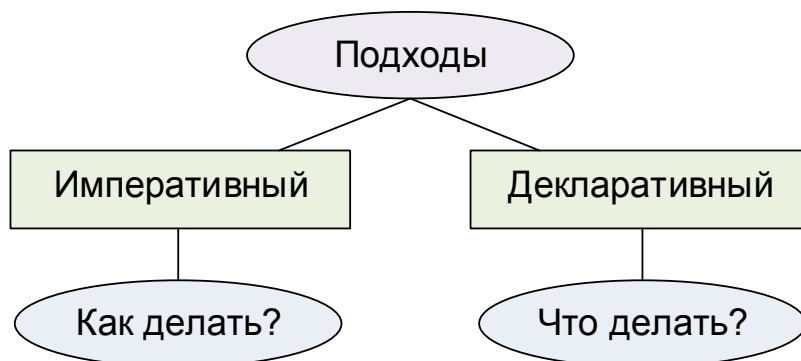 Подходы
Императивный
Декларативный
Как делать?
Что делать?